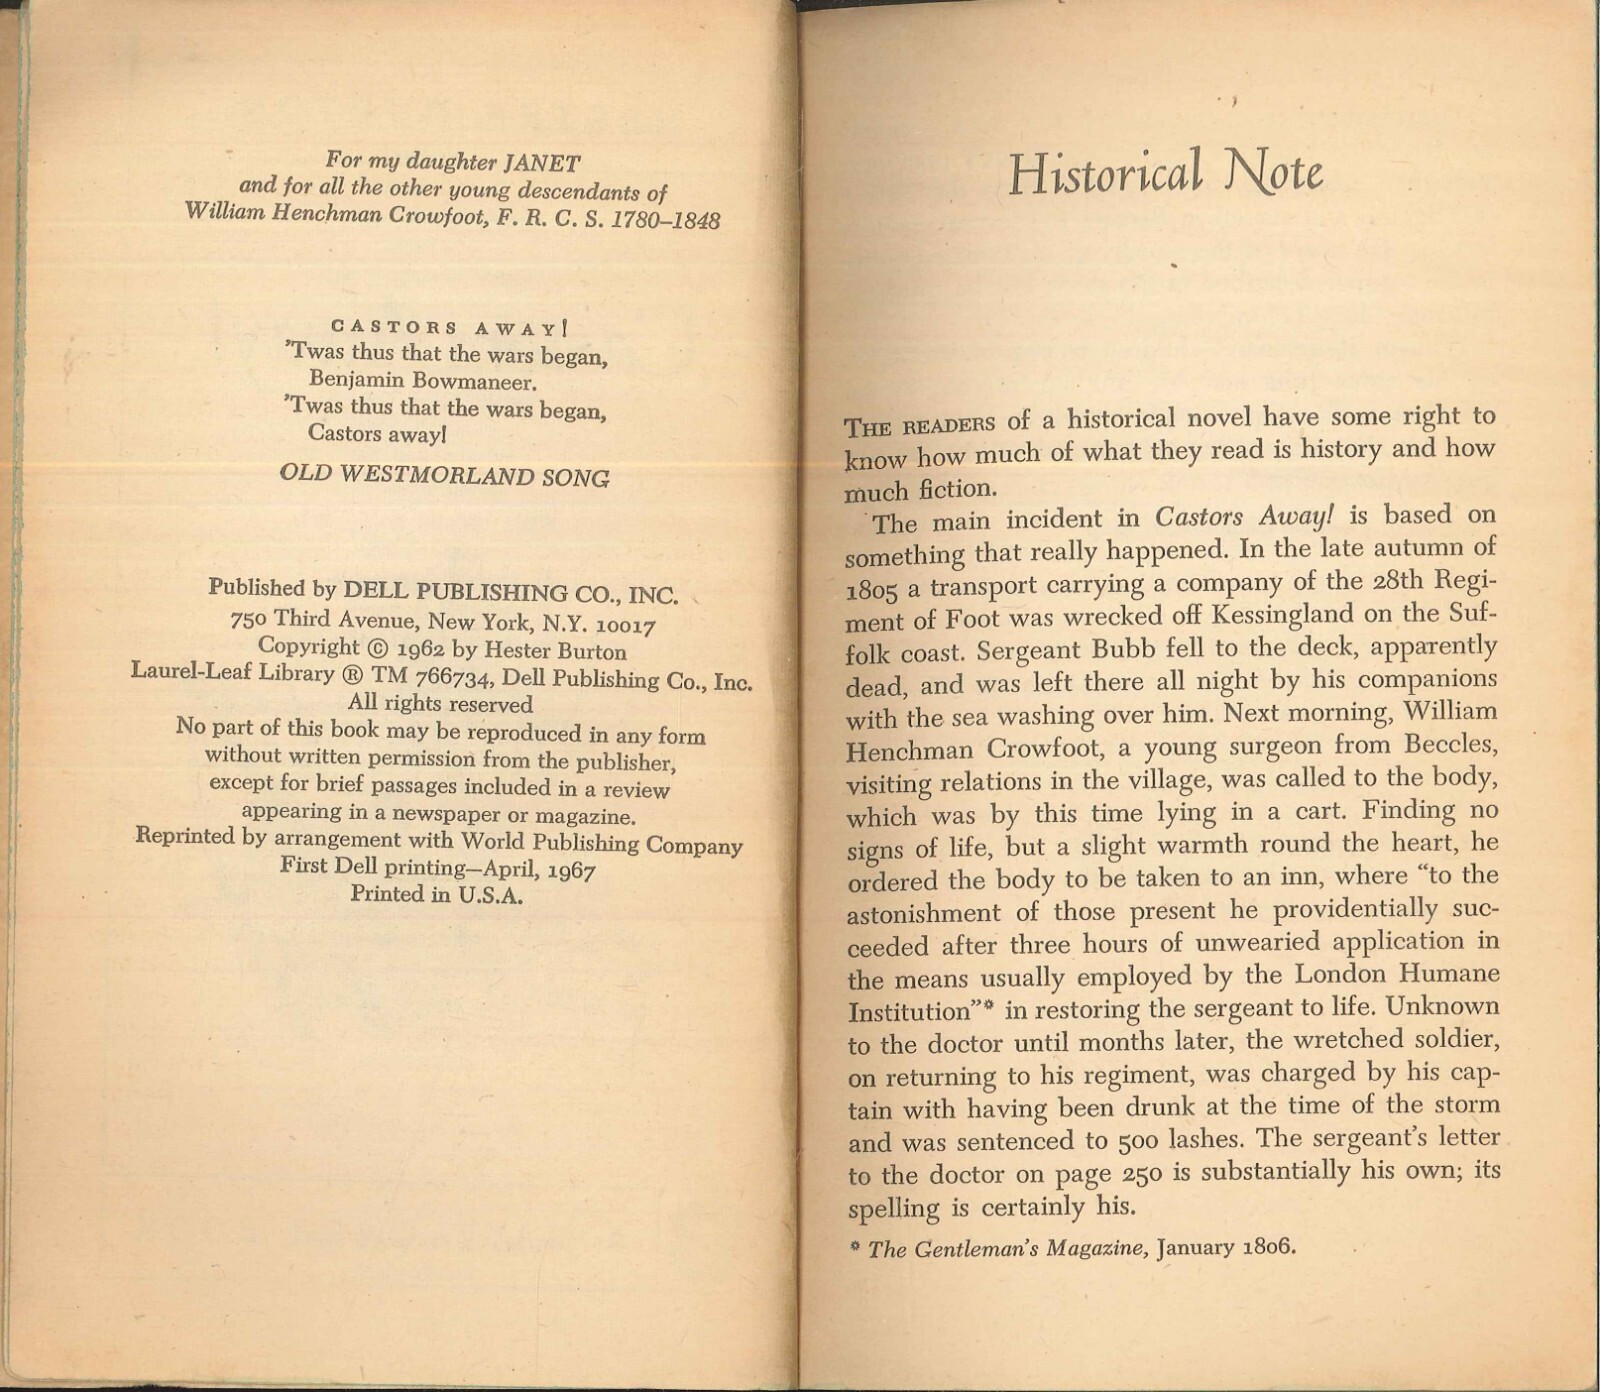 For my daughter JANET
and for all the other young descendants of
William Henchman Crowfoot, F. R. C. S. 1780–1848
CASTORS AWAY!
'Twas thus that the wars began,
Benjamin Bowmaneer.
'Twas thus that the wars began,
Castors away!
OLD WESTMORLAND SONG
Published by DELL PUBLISHING CO., INC.
750 Third Avenue, New York, N.Y. 10017
Copyright © 1962 by Hester Burton
Laurel-Leaf Library ® TM 766734, Dell Publishing Co., Inc.
All rights reserved
No part of this book may be reproduced in any form
without written permission from the publisher,
except for brief passages included in a review
appearing in a newspaper or magazine.
Reprinted by arrangement with World Publishing Company
First Dell printing—April, 1967
Printed in U.S.A.
Historical Note
THE READERS of a historical novel have some right to
know how much of what they read is history and how
much fiction.
The main incident in Castors Away! is based on
something that really happened. In the late autumn of
1805 a transport carrying a company of the 28th Regi-
ment of Foot was wrecked off Kessingland on the Suf-
folk coast. Sergeant Bubb fell to the deck, apparently
dead, and was left there all night by his companions
with the sea washing over him. Next morning, William
Henchman Crowfoot, a young surgeon from Beccles,
visiting relations in the village, was called to the body,
which was by this time lying in a cart. Finding no
signs of life, but a slight warmth round the heart, he
ordered the body to be taken to an inn, where “to the
astonishment of those present he providentially suc-
ceeded after three hours of unwearied application in
the means usually employed by the London Humane
Institution”* in restoring the sergeant to life. Unknown
to the doctor until months later, the wretched soldier,
on returning to his regiment, was charged by his cap-
tain with having been drunk at the time of the storm
and was sentenced to 500 lashes. The sergeant's letter
to the doctor on page 250 is substantially his own; its
spelling is certainly his.
* The Gentleman's Magazine, January 1806.